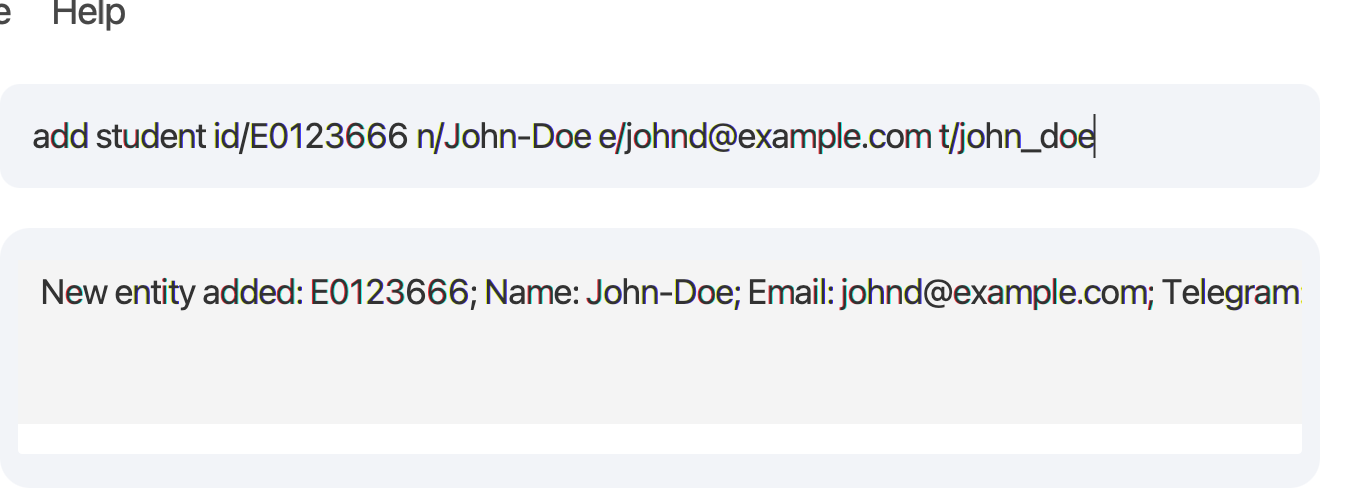 e Help
add student id/E0123666 n/John-Doe e/johnd@example.com t/john_doe
New entity added: E0123666; Name: John-Doe; Email: johnd@example.com; Telegram